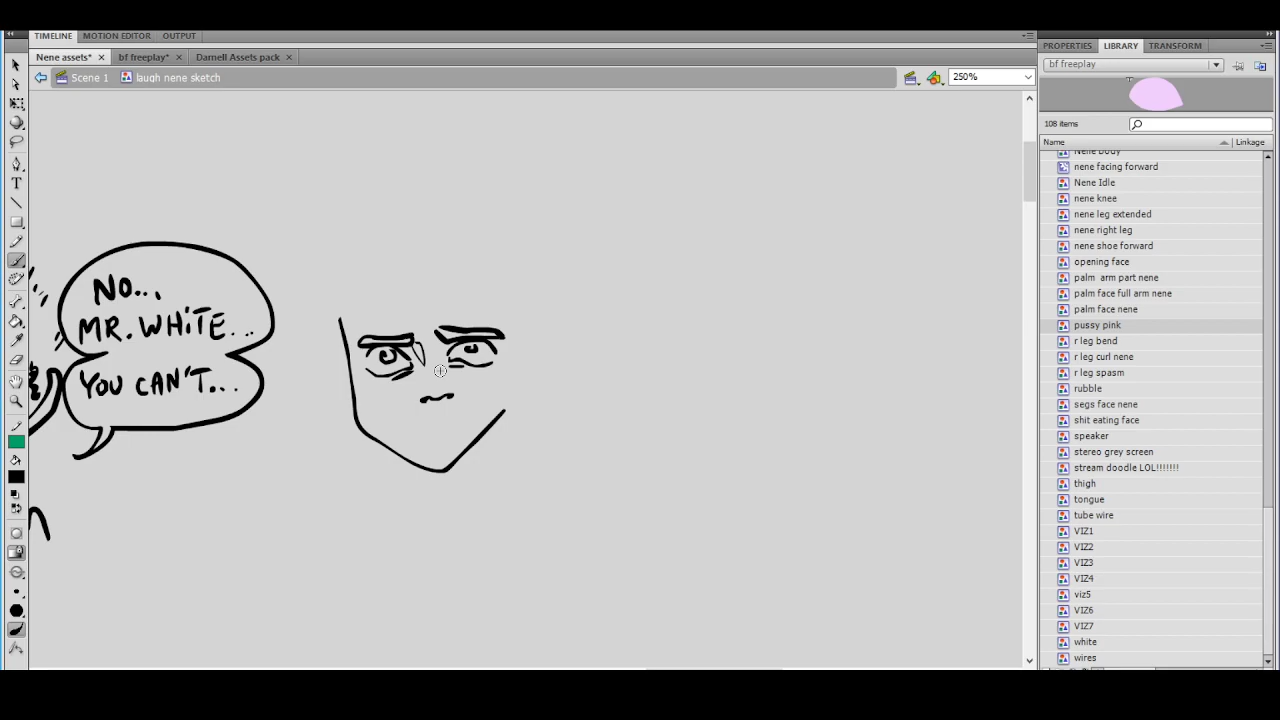 TIMELINE MOTION EDITOR OUTPUT
Nene assets* bf freeplay* Darnell Assets pack
Scene 1 laugh nene sketch 250%
NO...
MR. WHITE...
YOU CAN'T...
PROPERTIES LIBRARY TRANSFORM
bf freeplay
108 items
Name Linkage
Nene Body
nene facing forward
Nene Idle
nene knee
nene leg extended
nene right leg
nene shoe forward
opening face
palm arm part nene
palm face full arm nene
palm face nene
pussy pink
r leg bend
r leg curl nene
r leg spasm
rubble
segs face nene
shit eating face
speaker
stereo grey screen
stream doodle LOL!!!!!!!
thigh
tongue
tube wire
VIZ1
VIZ2
VIZ3
VIZ4
viz5
VIZ6
VIZ7
white
wires